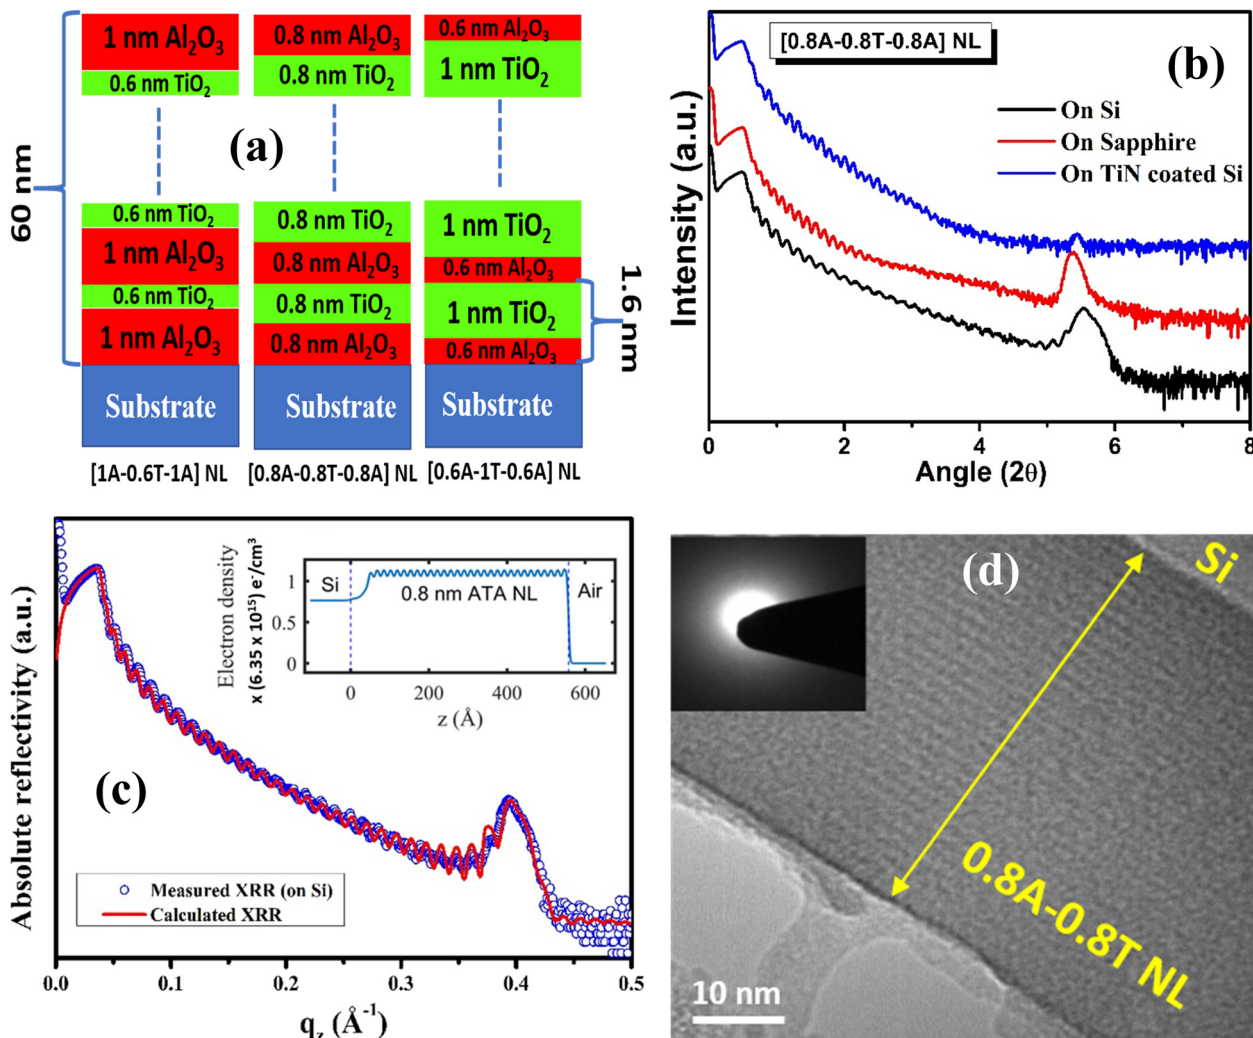 1 nm Al₂O₃
0.6 nm TiO₂
0.8 nm Al₂O₃
0.8 nm TiO₂
0.6 nm Al₂O₃
1 nm TiO₂
(a)
60 nm
0.6 nm TiO₂
1 nm Al₂O₃
0.6 nm TiO₂
1 nm Al₂O₃
Substrate
[1A-0.6T-1A] NL
0.8 nm TiO₂
0.8 nm Al₂O₃
0.8 nm TiO₂
0.8 nm Al₂O₃
Substrate
[0.8A-0.8T-0.8A] NL
1 nm TiO₂
0.6 nm Al₂O₃
1 nm TiO₂
0.6 nm Al₂O₃
Substrate
[0.6A-1T-0.6A] NL
1.6 nm
[0.8A-0.8T-0.8A] NL
(b)
On Si
On Sapphire
On TiN coated Si
Intensity (a.u.)
0 2 4 6 8
Angle (2θ)
Absolute reflectivity (a.u.)
Electron density
x (6.35 x 10¹⁵) e⁻/cm³
1
0.5
0
Si
0.8 nm ATA NL
Air
0 200 400 600
z (Å)
(c)
Measured XRR (on Si)
Calculated XRR
0.0 0.1 0.2 0.3 0.4 0.5
q_z (Å⁻¹)
(d)
Si
0.8A-0.8T NL
10 nm